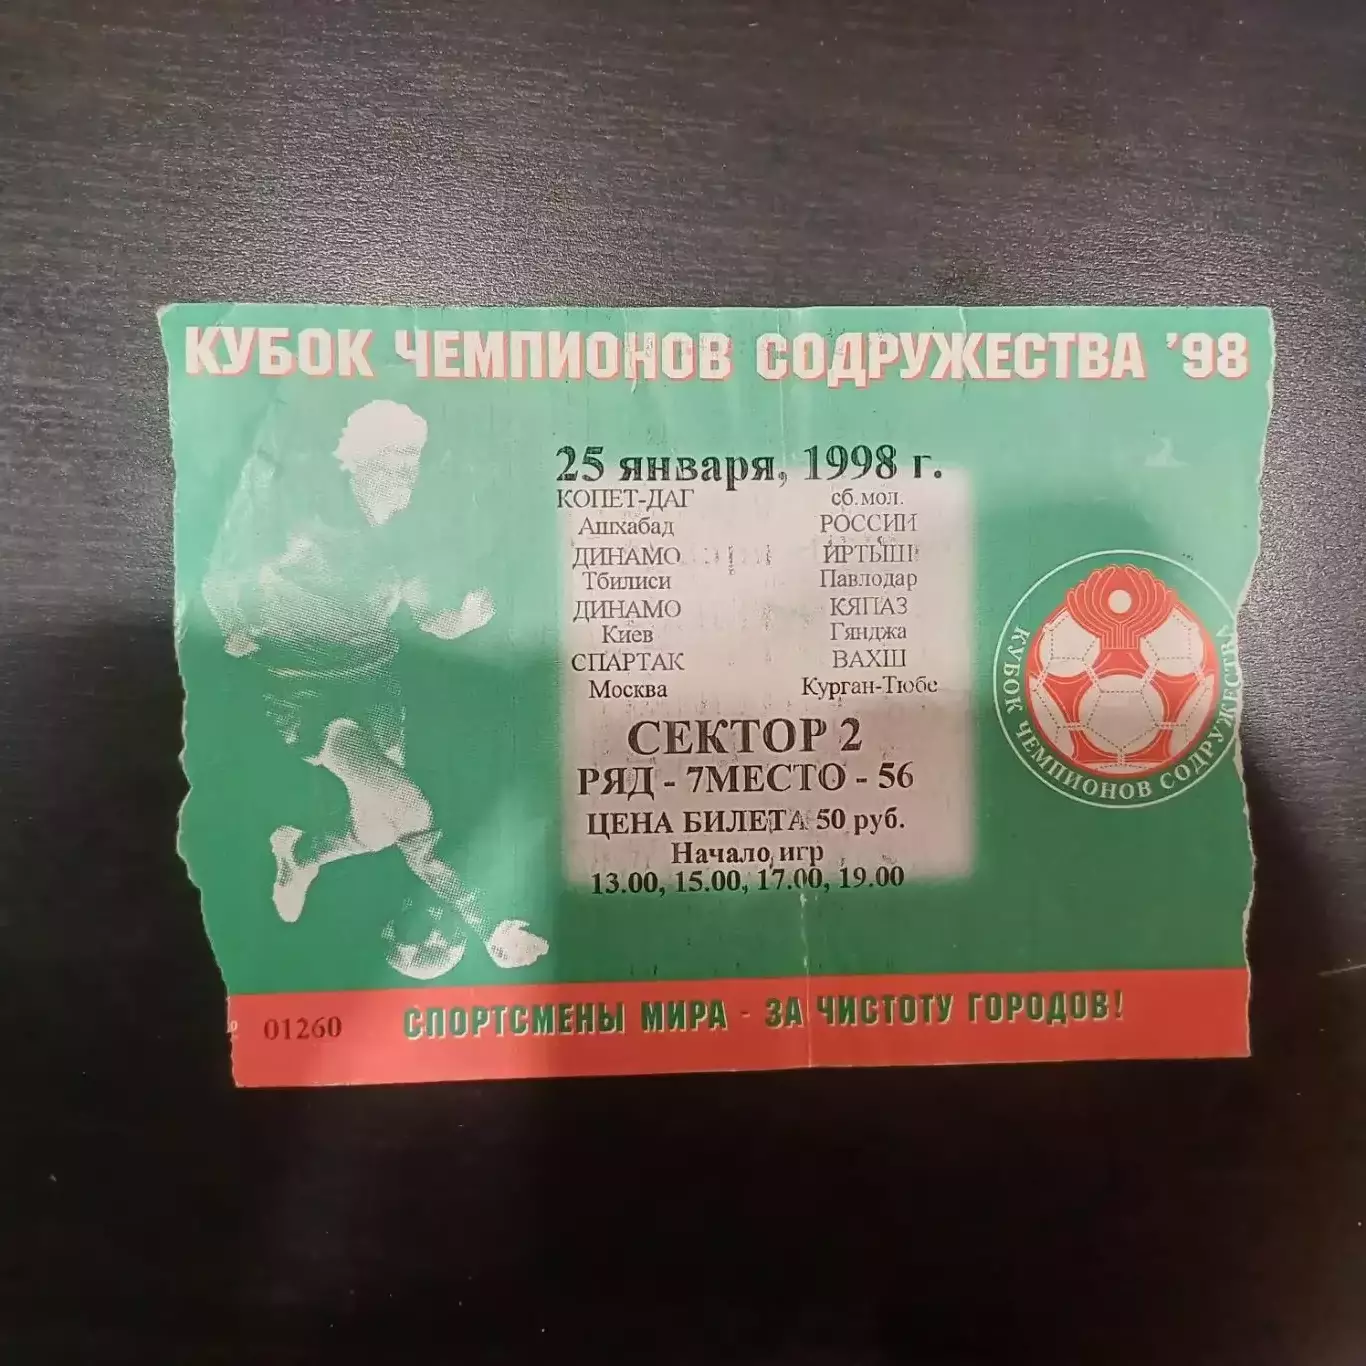 КУБОК ЧЕМПИОНОВ СОДРУЖЕСТВА '98
25 января, 1998 г.
КОПЕТ-ДАГ сб.мол.
Ашхабад РОССИИ
ДИНАМО ИРТЫШ
Тбилиси Павлодар
ДИНАМО КЯПАЗ
Киев Гянджа
СПАРТАК ВАХШ
Москва Курган-Тюбе
СЕКТОР 2
РЯД - 7МЕСТО - 56
ЦЕНА БИЛЕТА 50 руб.
Начало игр
13.00, 15.00, 17.00, 19.00
КУБОК ЧЕМПИОНОВ СОДРУЖЕСТВА
01260 СПОРТСМЕНЫ МИРА - ЗА ЧИСТОТУ ГОРОДОВ!